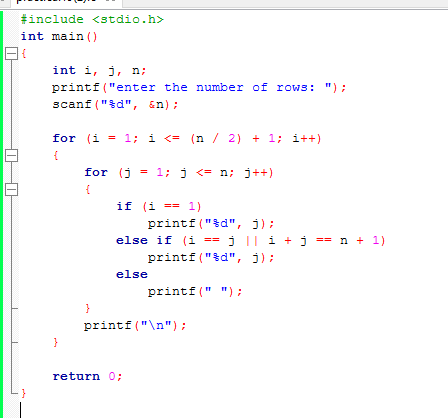 #include <stdio.h>
int main()
{
    int i, j, n;
    printf("enter the number of rows: ");
    scanf("%d", &n);

    for (i = 1; i <= (n / 2) + 1; i++)
    {
        for (j = 1; j <= n; j++)
        {
            if (i == 1)
                printf("%d", j);
            else if (i == j || i + j == n + 1)
                printf("%d", j);
            else
                printf(" ");
        }
        printf("\n");
    }

    return 0;
}